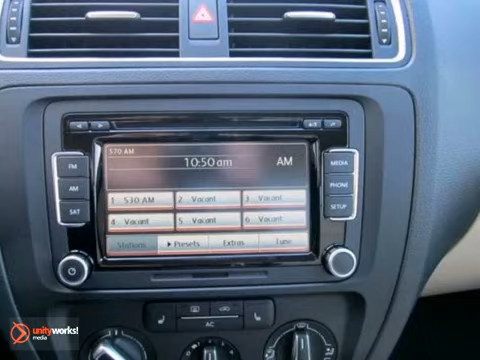 570 AM
10:50 am
AM
1 530 AM
2 Vacant
3 Vacant
4 Vacant
5 Vacant
6 Vacant
Stations
Presets
Extras
Tune
FM
AM
SAT
MEDIA
PHONE
SETUP
AC
unityworks!
media